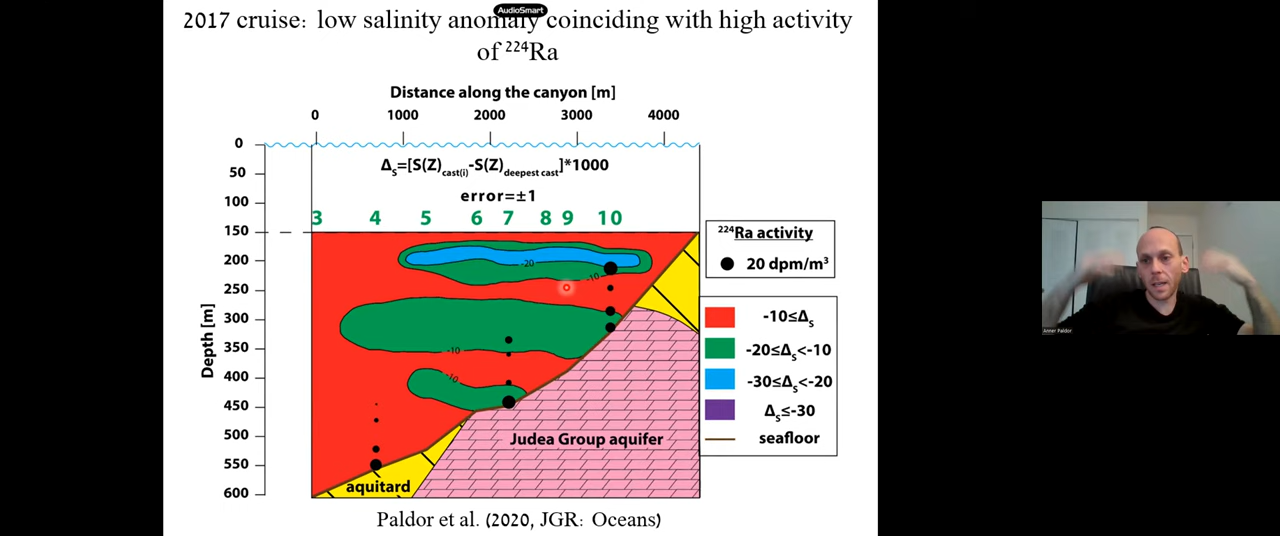 AudioSmart
2017 cruise: low salinity anomaly coinciding with high activity
of ²²⁴Ra
Distance along the canyon [m]
0 1000 2000 3000 4000
Δs=[S(Z)cast(i)-S(Z)deepest cast]*1000
error=±1
3 4 5 6 7 8 9 10
Depth [m]
0
50
100
150
200
250
300
350
400
450
500
550
600
-20
-10
-10
-10
Judea Group aquifer
aquitard
²²⁴Ra activity
20 dpm/m³
-10≤Δs
-20≤Δs<-10
-30≤Δs<-20
Δs≤-30
seafloor
Paldor et al. (2020, JGR: Oceans)
Anner Paldor